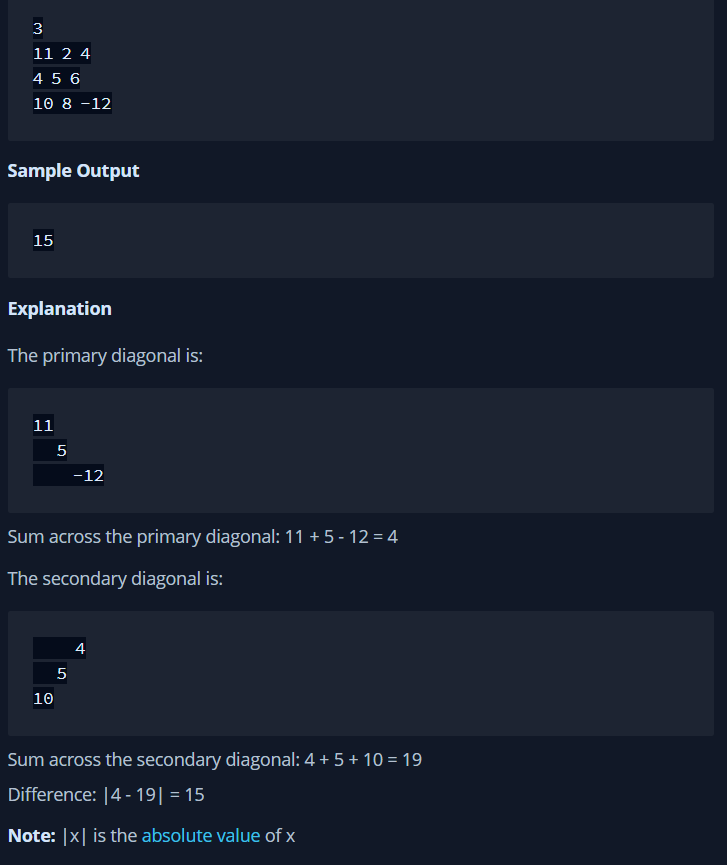 3
11 2 4
4 5 6
10 8 -12
Sample Output
15
Explanation
The primary diagonal is:
11
5
-12
Sum across the primary diagonal: 11 + 5 - 12 = 4
The secondary diagonal is:
4
5
10
Sum across the secondary diagonal: 4 + 5 + 10 = 19
Difference: |4 - 19| = 15
Note: |x| is the absolute value of x